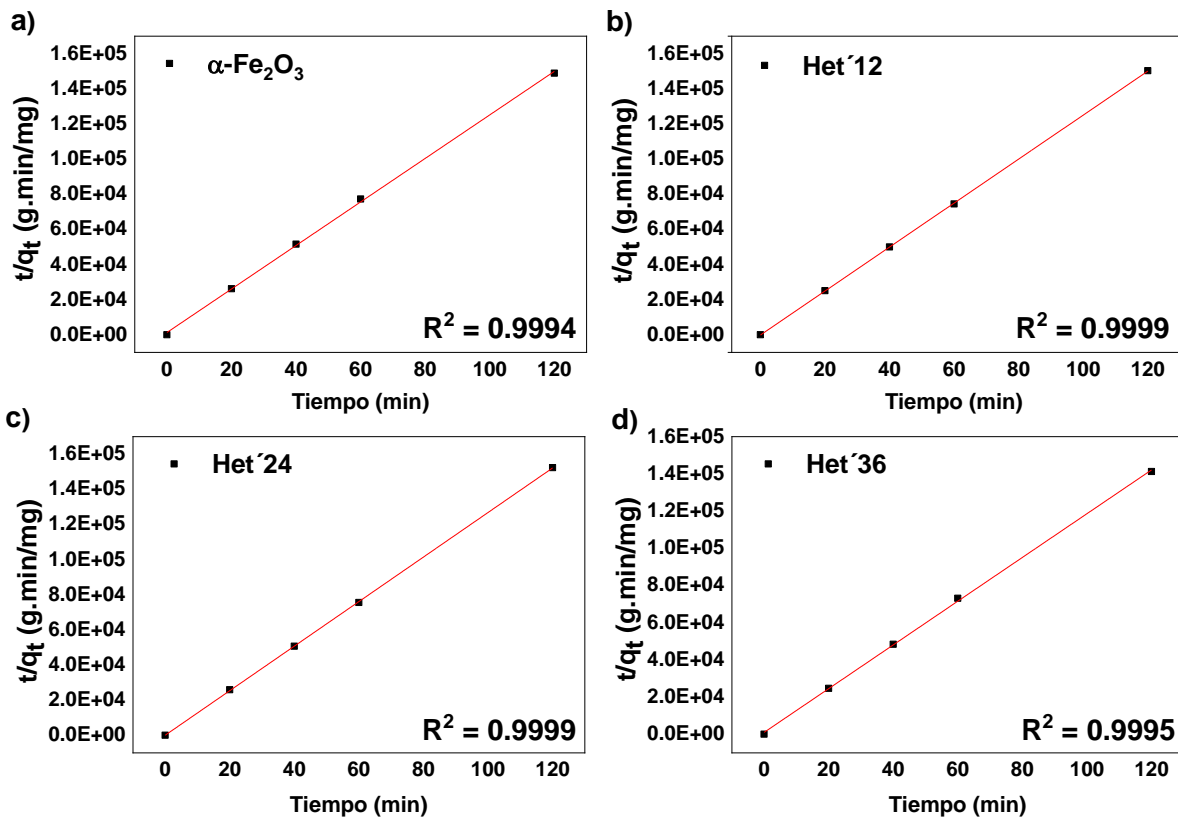 a)
α-Fe₂O₃
t/qt (g.min/mg)
1.6E+05
1.4E+05
1.2E+05
1.0E+05
8.0E+04
6.0E+04
4.0E+04
2.0E+04
0.0E+00
R² = 0.9994
0 20 40 60 80 100 120
Tiempo (min)
b)
Het´12
t/qt (g.min/mg)
1.6E+05
1.4E+05
1.2E+05
1.0E+05
8.0E+04
6.0E+04
4.0E+04
2.0E+04
0.0E+00
R² = 0.9999
0 20 40 60 80 100 120
Tiempo (min)
c)
Het´24
t/qt (g.min/mg)
1.6E+05
1.4E+05
1.2E+05
1.0E+05
8.0E+04
6.0E+04
4.0E+04
2.0E+04
0.0E+00
R² = 0.9999
0 20 40 60 80 100 120
Tiempo (min)
d)
Het´36
t/qt (g.min/mg)
1.6E+05
1.4E+05
1.2E+05
1.0E+05
8.0E+04
6.0E+04
4.0E+04
2.0E+04
0.0E+00
R² = 0.9995
0 20 40 60 80 100 120
Tiempo (min)